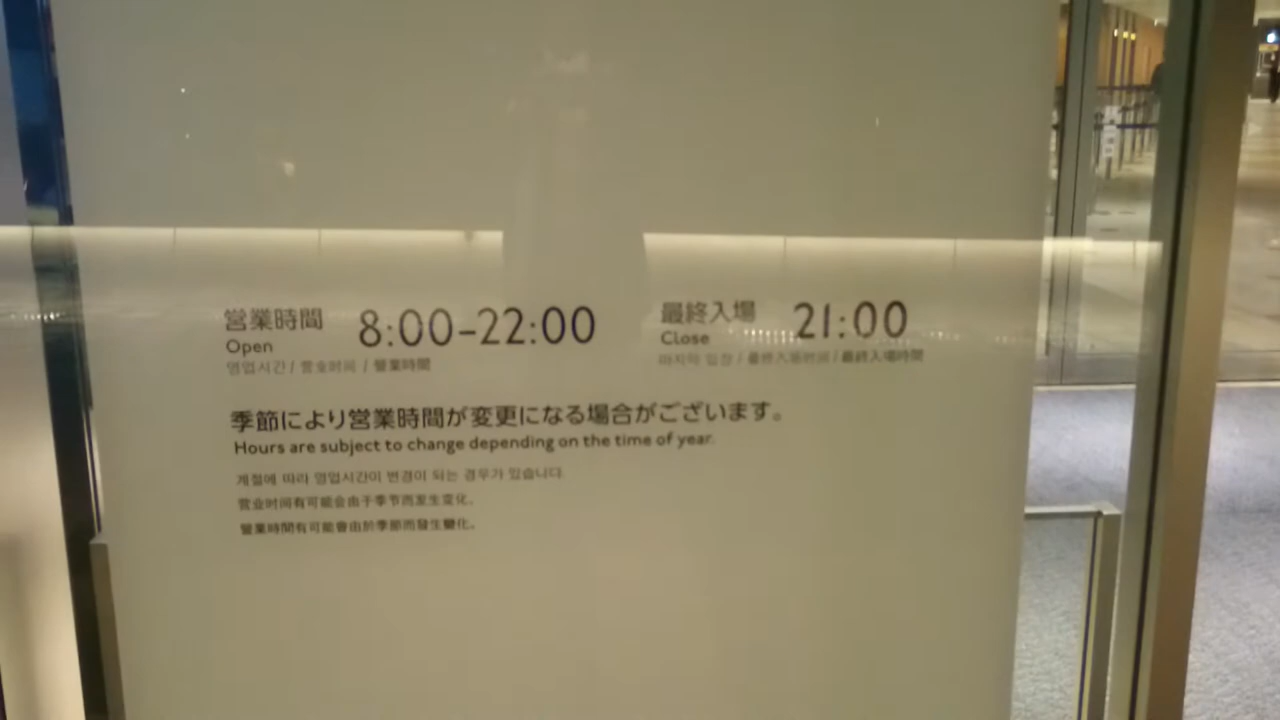 営業時間 8:00-22:00
Open
영업시간 / 营业时间 / 營業時間
最終入場 21:00
Close
마지막 입장 / 最终入场时间 / 最終入場時間
季節により営業時間が変更になる場合がございます。
Hours are subject to change depending on the time of year.
계절에 따라 영업시간이 변경이 되는 경우가 있습니다.
营业时间有可能会由于季节而发生变化。
營業時間有可能會由於季節而發生變化。